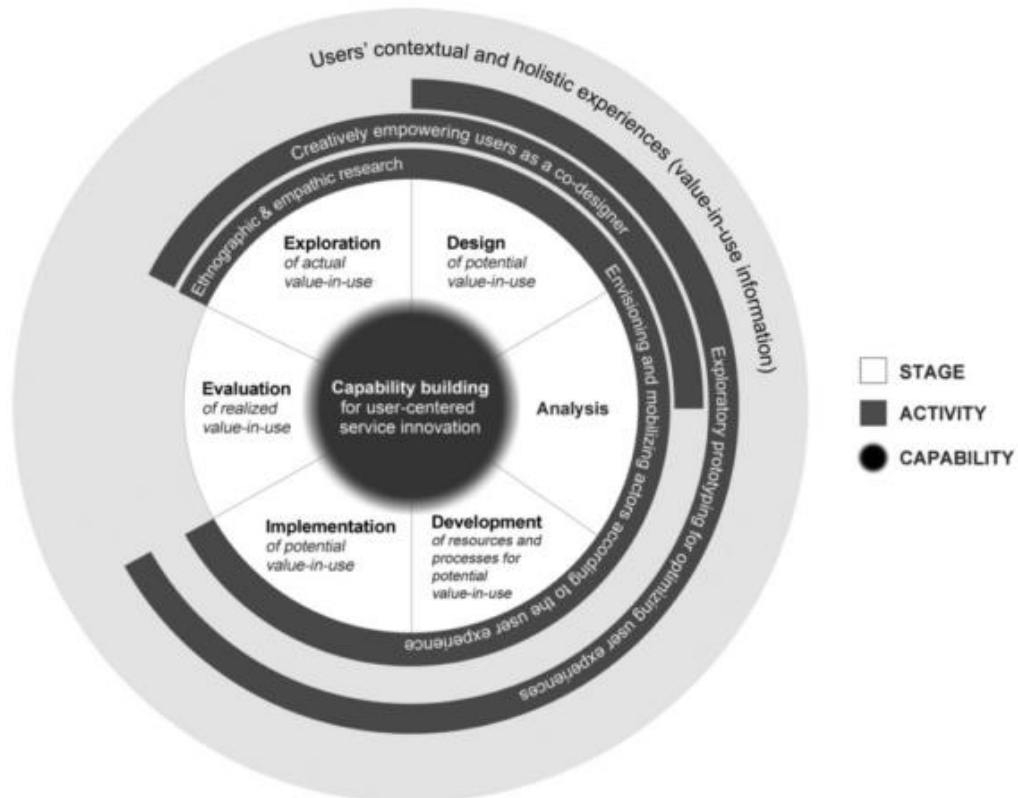 Users' contextual and holistic experiences (value-in-use information)
Creatively empowering users as a co-designer
Ethnographic & empathic research
Envisioning and mobilizing actors according to the user experience
Exploratory prototyping for optimizing user experiences
Exploration
of actual
value-in-use
Design
of potential
value-in-use
Evaluation
of realized
value-in-use
Capability building
for user-centered
service innovation
Analysis
Implementation
of potential
value-in-use
Development
of resources and
processes for
potential
value-in-use
STAGE
ACTIVITY
CAPABILITY